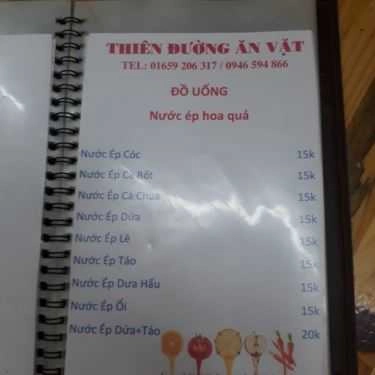 THIÊN ĐƯỜNG ĂN VẶT
TEL: 01659 206 317 / 0946 594 866
ĐỒ UỐNG
Nước ép hoa quả
Nước Ép Cóc 15k
Nước Ép Cà Rốt 15k
Nước Ép Cà Chua 15k
Nước Ép Dứa 15k
Nước Ép Lê 15k
Nước Ép Táo 15k
Nước Ép Dưa Hấu 15k
Nước Ép Ổi 15k
Nước Ép Dứa+Táo 20k